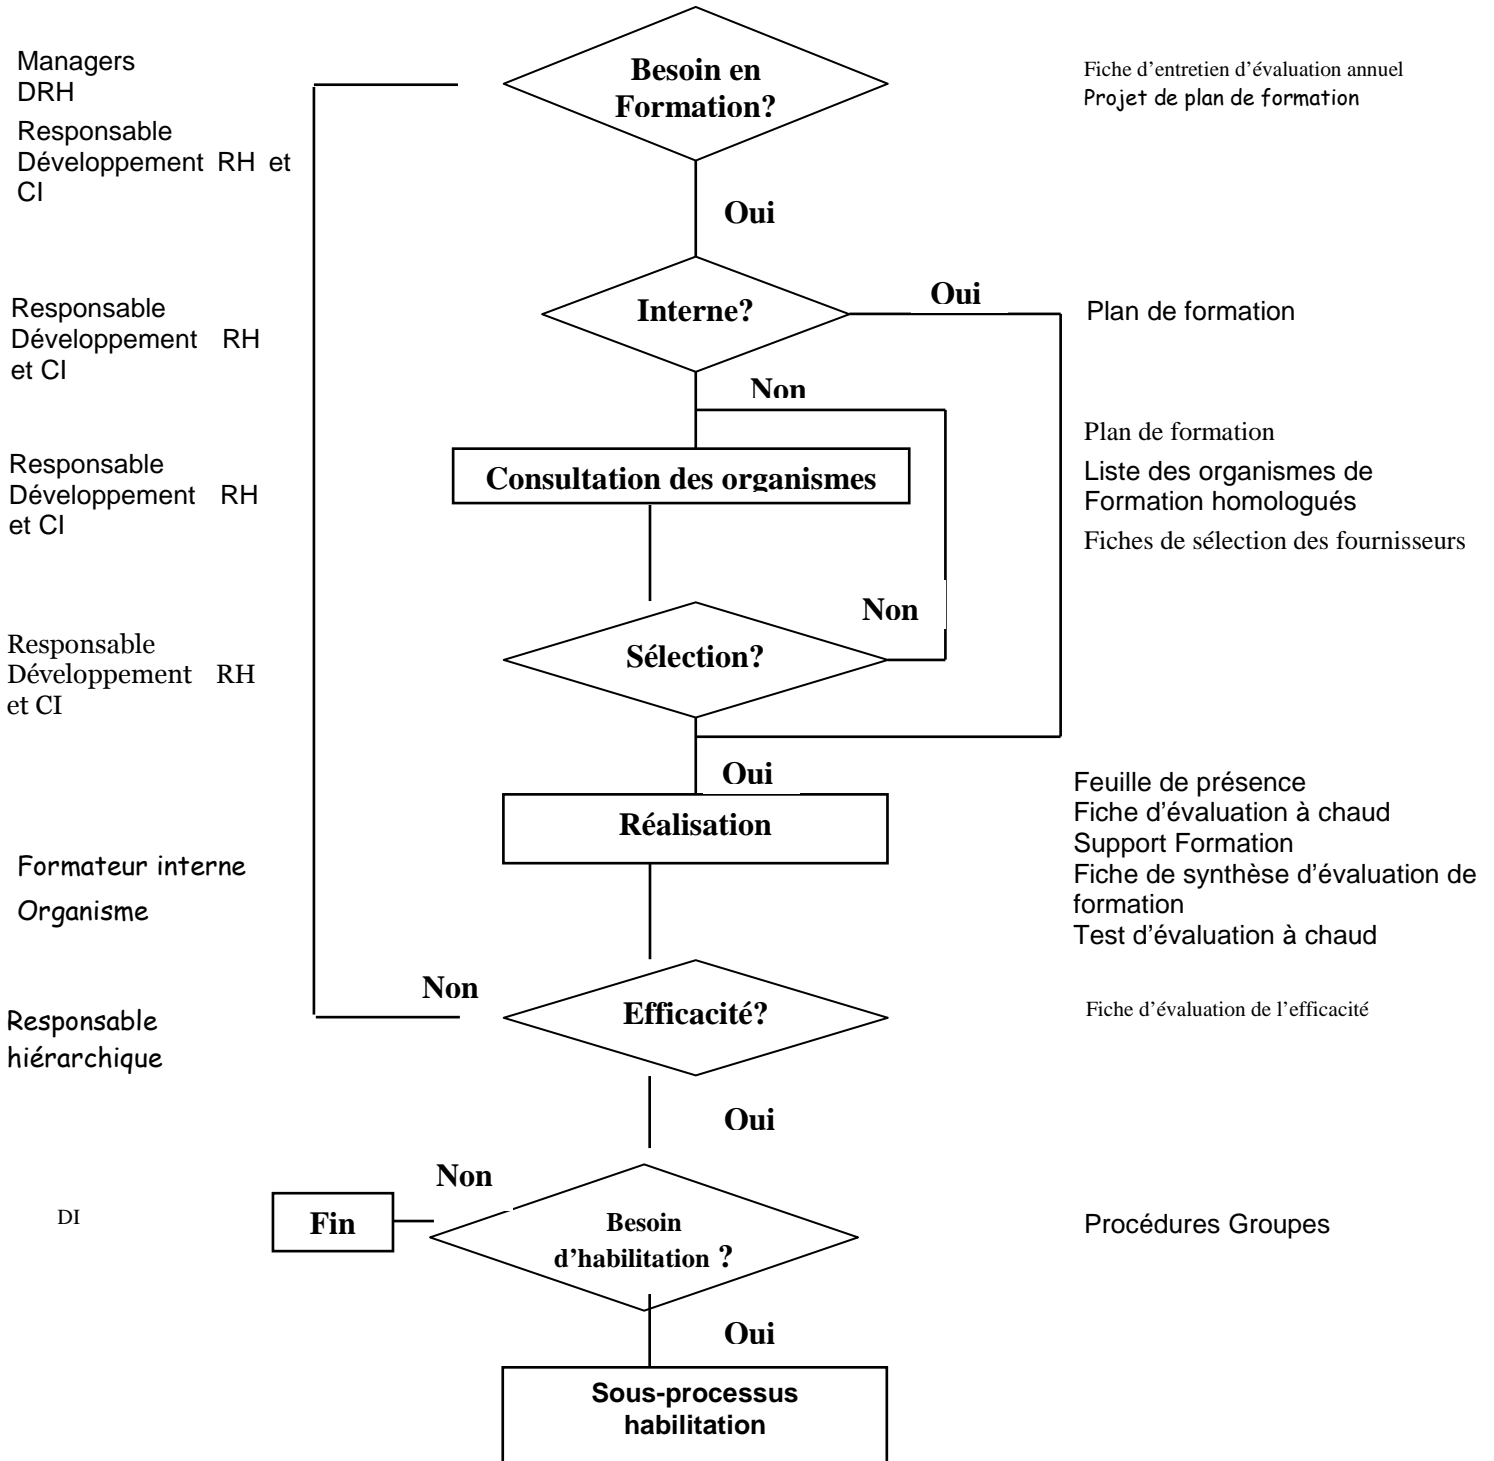 Managers
DRH
Responsable
Développement RH et
CI
Besoin en
Formation?
Fiche d’entretien d’évaluation annuel
Projet de plan de formation
Oui
Responsable
Développement RH
et CI
Interne?
Oui
Plan de formation
Non
Responsable
Développement RH
et CI
Consultation des organismes
Plan de formation
Liste des organismes de
Formation homologués
Fiches de sélection des fournisseurs
Non
Responsable
Développement RH
et CI
Sélection?
Oui
Réalisation
Formateur interne
Organisme
Feuille de présence
Fiche d’évaluation à chaud
Support Formation
Fiche de synthèse d’évaluation de
formation
Test d’évaluation à chaud
Non
Responsable
hiérarchique
Efficacité?
Fiche d’évaluation de l’efficacité
Oui
Non
DI
Fin
Besoin
d’habilitation ?
Procédures Groupes
Oui
Sous-processus
habilitation